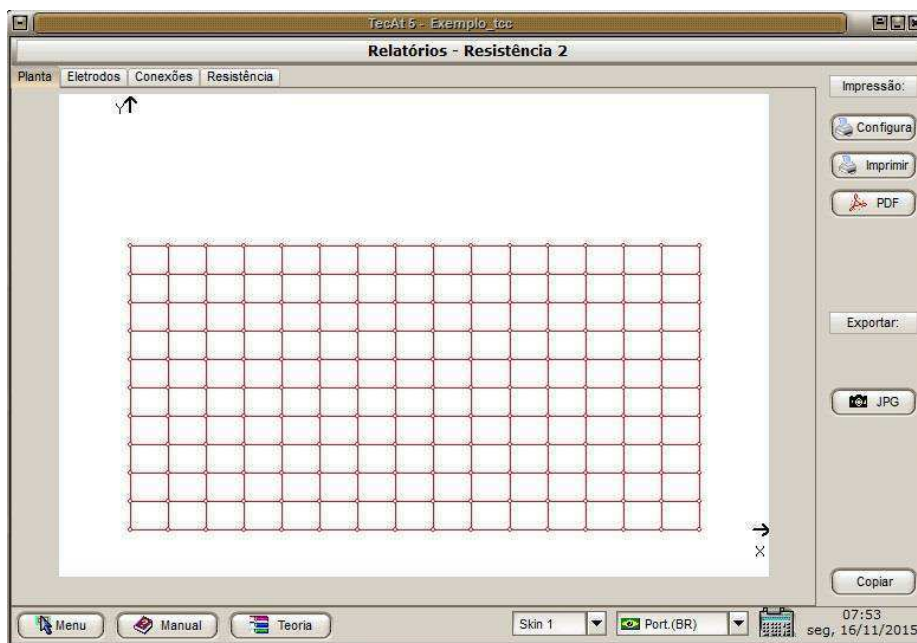 TecAt 5 - Exemplo_tcc
Relatórios - Resistência 2
Planta Eletrodos Conexões Resistência
Impressão:
Y
Configura
Imprimir
PDF
Exportar:
JPG
X
Copiar
Menu Manual Teoria Skin 1 Port.(BR) 07:53
seg, 16/11/2015